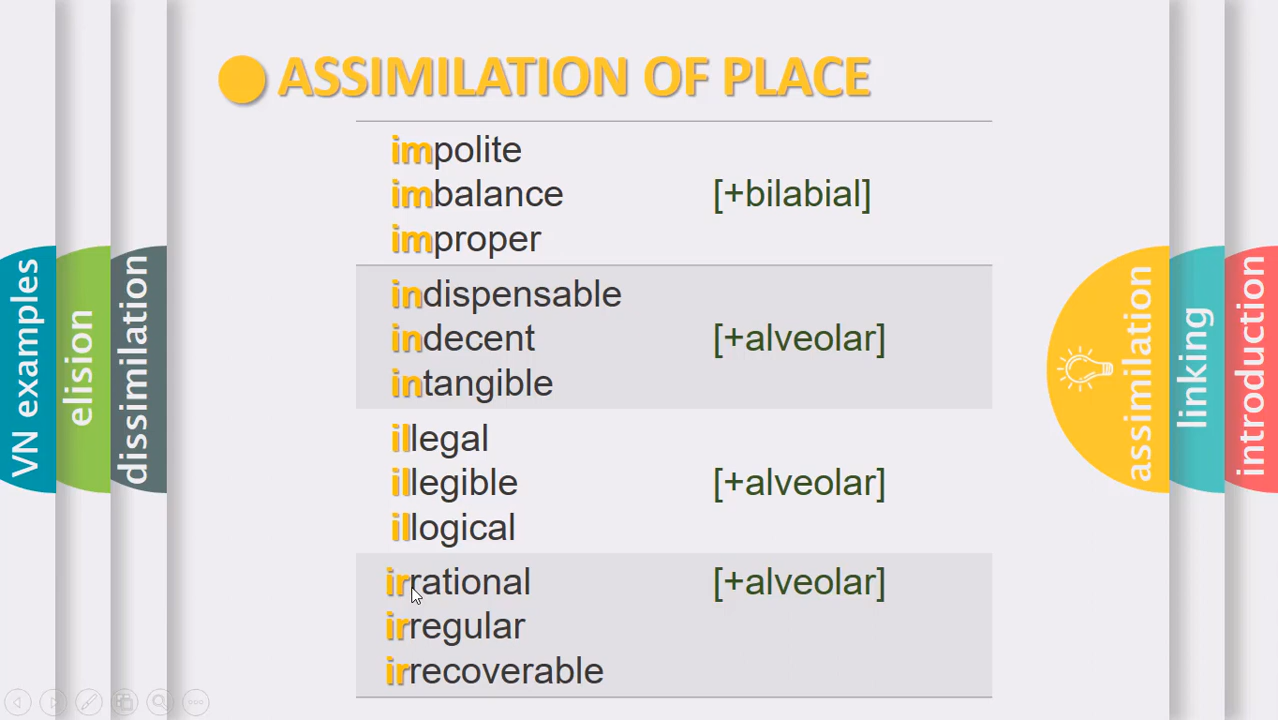 ASSIMILATION OF PLACE
impolite
imbalance [+bilabial]
improper
indispensable
indecent [+alveolar]
intangible
illegal
illegible [+alveolar]
illogical
irrational [+alveolar]
irregular
irrecoverable
VN examples
elision
dissimilation
assimilation
linking
introduction